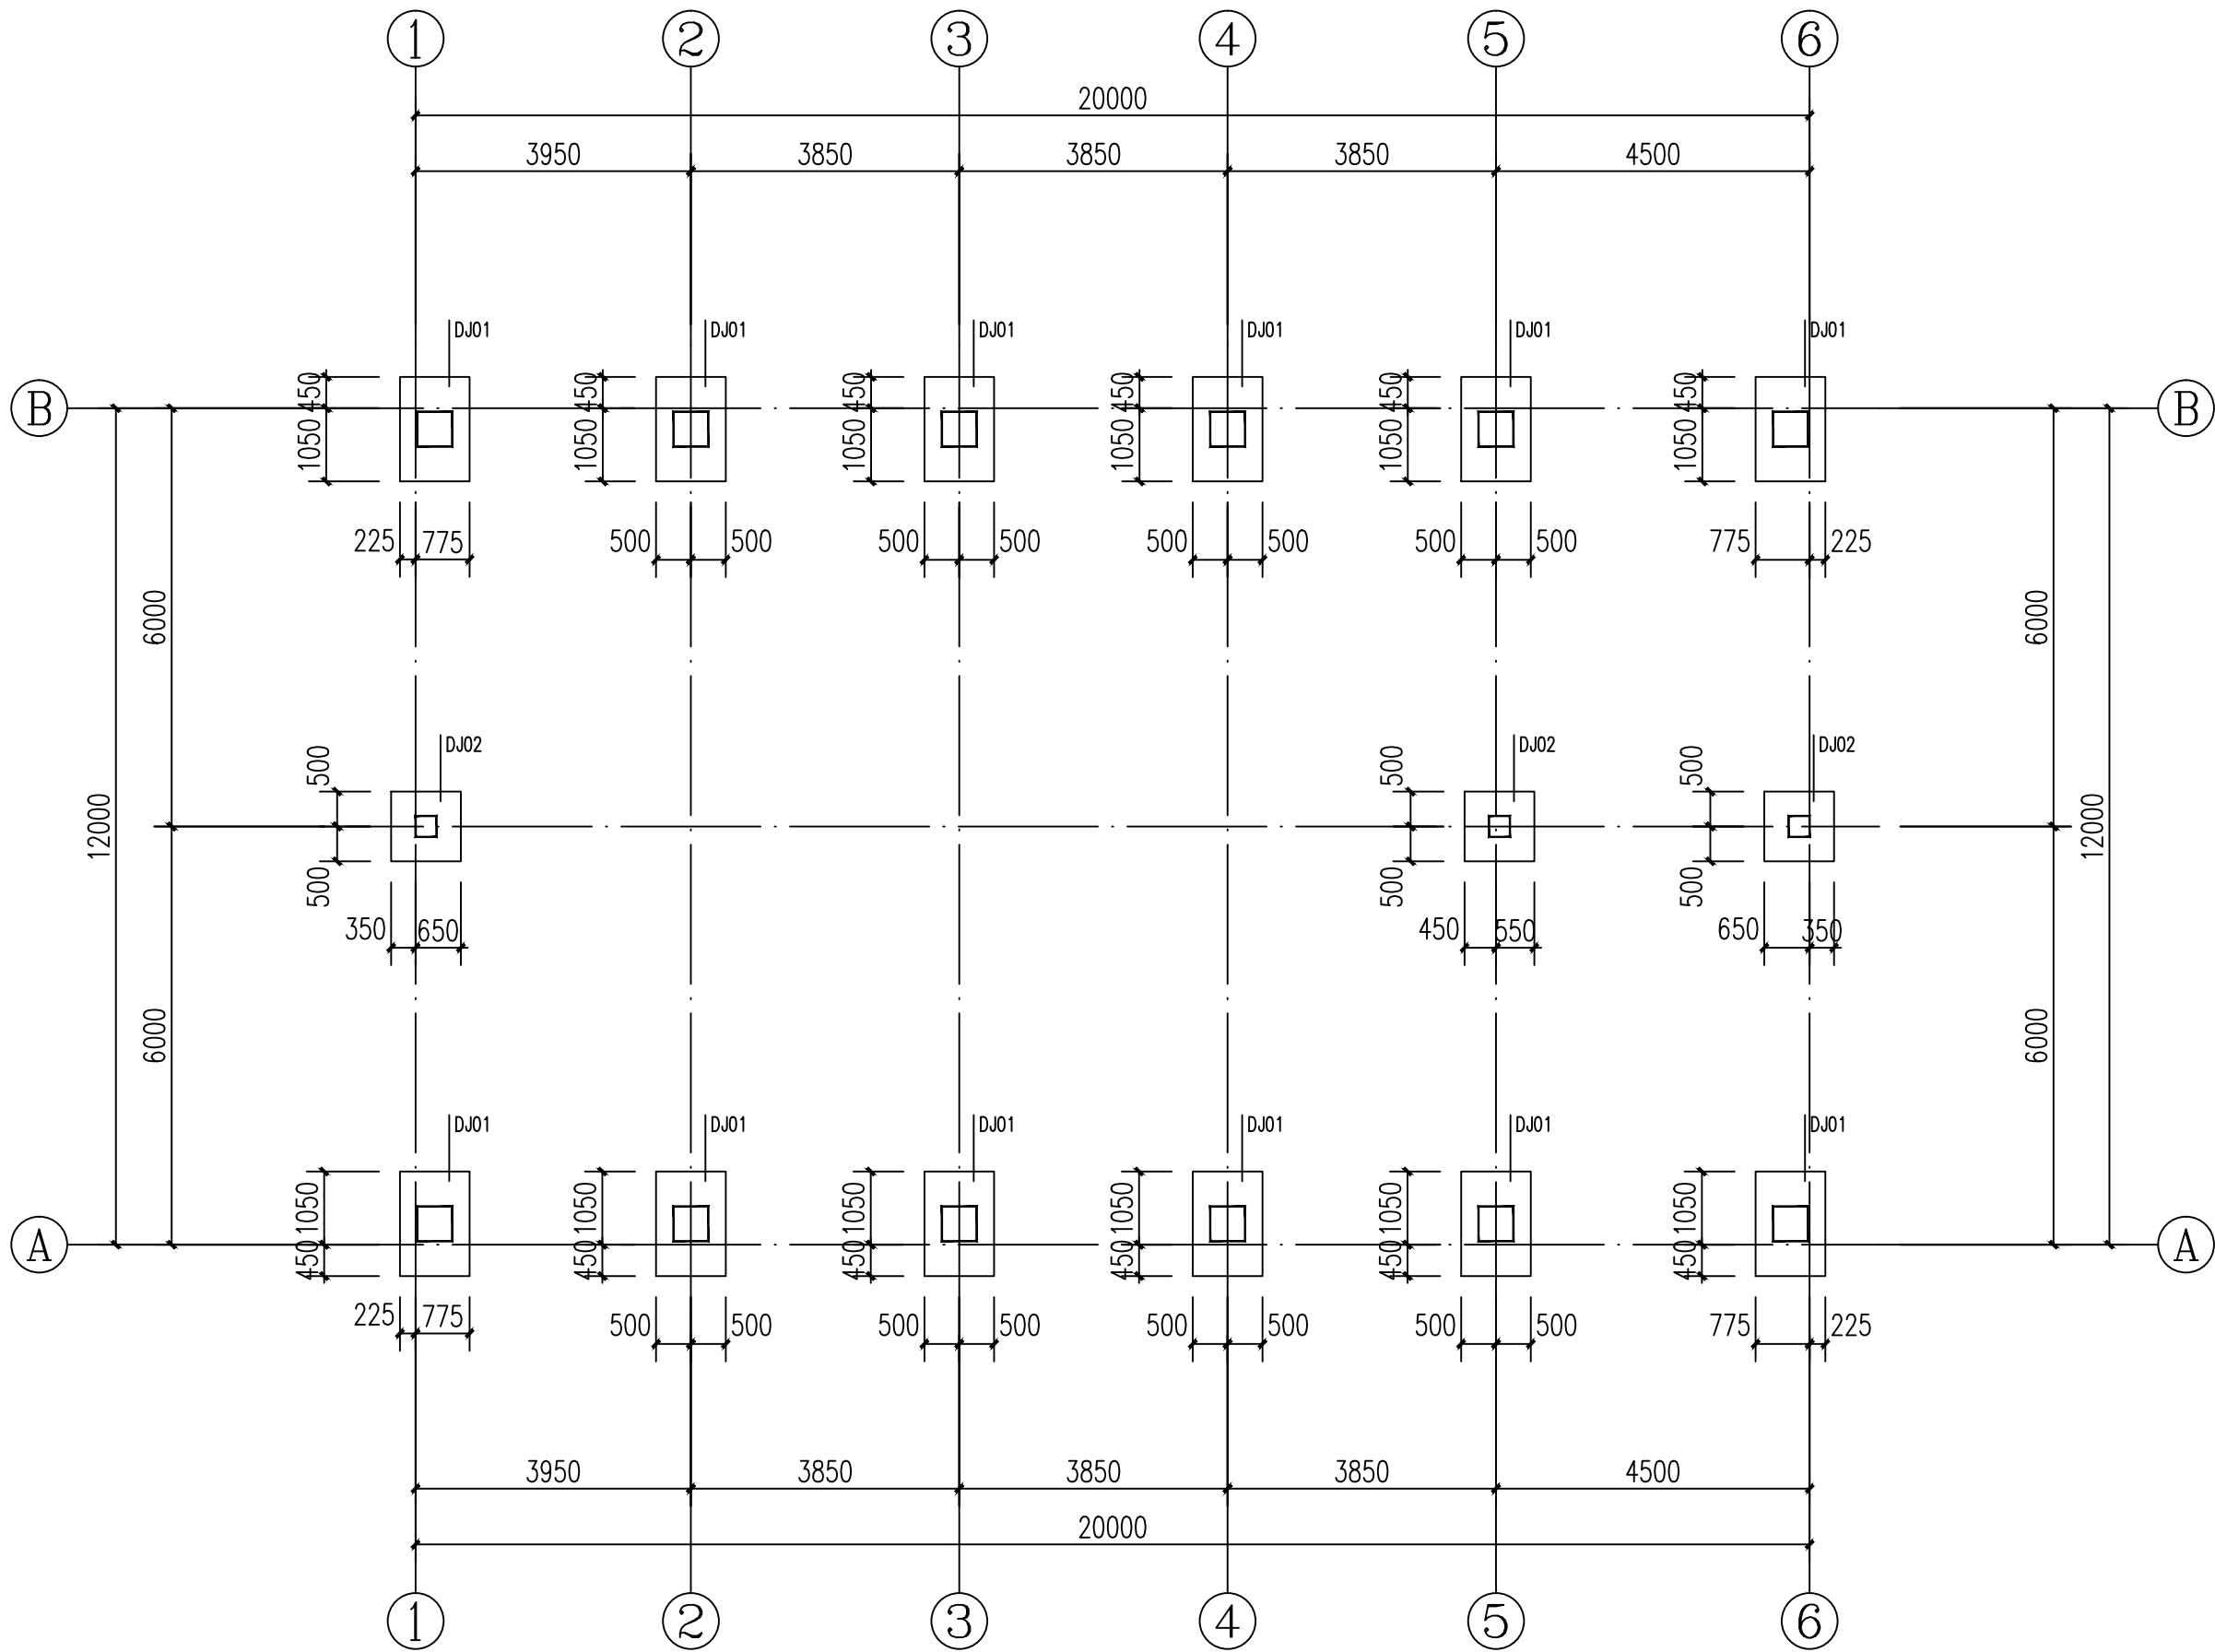 1 2 3 4 5 6
20000
3950 3850 3850 3850 4500
DJ01 DJ01 DJ01 DJ01 DJ01 DJ01
450 450 450 450 450 450
B B
1050 1050 1050 1050 1050 1050
225 775 500 500 500 500 500 500 500 500 775 225
6000 6000
DJ02 DJ02 DJ02
500 500 500
12000 12000
500 500 500
350 650 450 550 650 350
6000 6000
DJ01 DJ01 DJ01 DJ01 DJ01 DJ01
1050 1050 1050 1050 1050 1050
A A
450 450 450 450 450 450
225 775 500 500 500 500 500 500 500 500 775 225
3950 3850 3850 3850 4500
20000
1 2 3 4 5 6